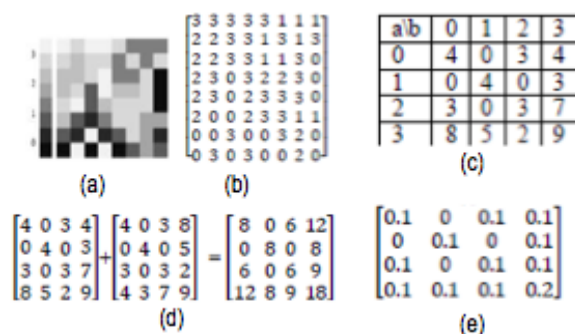 3
2
1
0
(a)
3 3 3 3 3 1 1 1
2 2 3 3 1 3 1 3
2 2 3 3 1 1 3 0
2 3 0 3 2 2 3 0
2 3 3 2 3 3 3 0
2 0 0 2 3 3 1 1
0 0 3 0 0 3 2 0
0 3 0 3 0 0 2 0
(b)
a\b 0 1 2 3
0 4 0 3 4
1 0 4 0 3
2 3 0 3 7
3 8 5 2 9
(c)
4 0 3 4 4 0 3 8 8 0 6 12
0 4 0 3 + 0 4 0 5 = 0 8 0 8
3 0 3 7 3 0 3 2 6 0 6 9
8 5 2 9 4 3 7 9 12 8 9 18
(d)
0.1 0 0.1 0.1
0 0.1 0 0.1
0.1 0 0.1 0.1
0.1 0.1 0.1 0.2
(e)